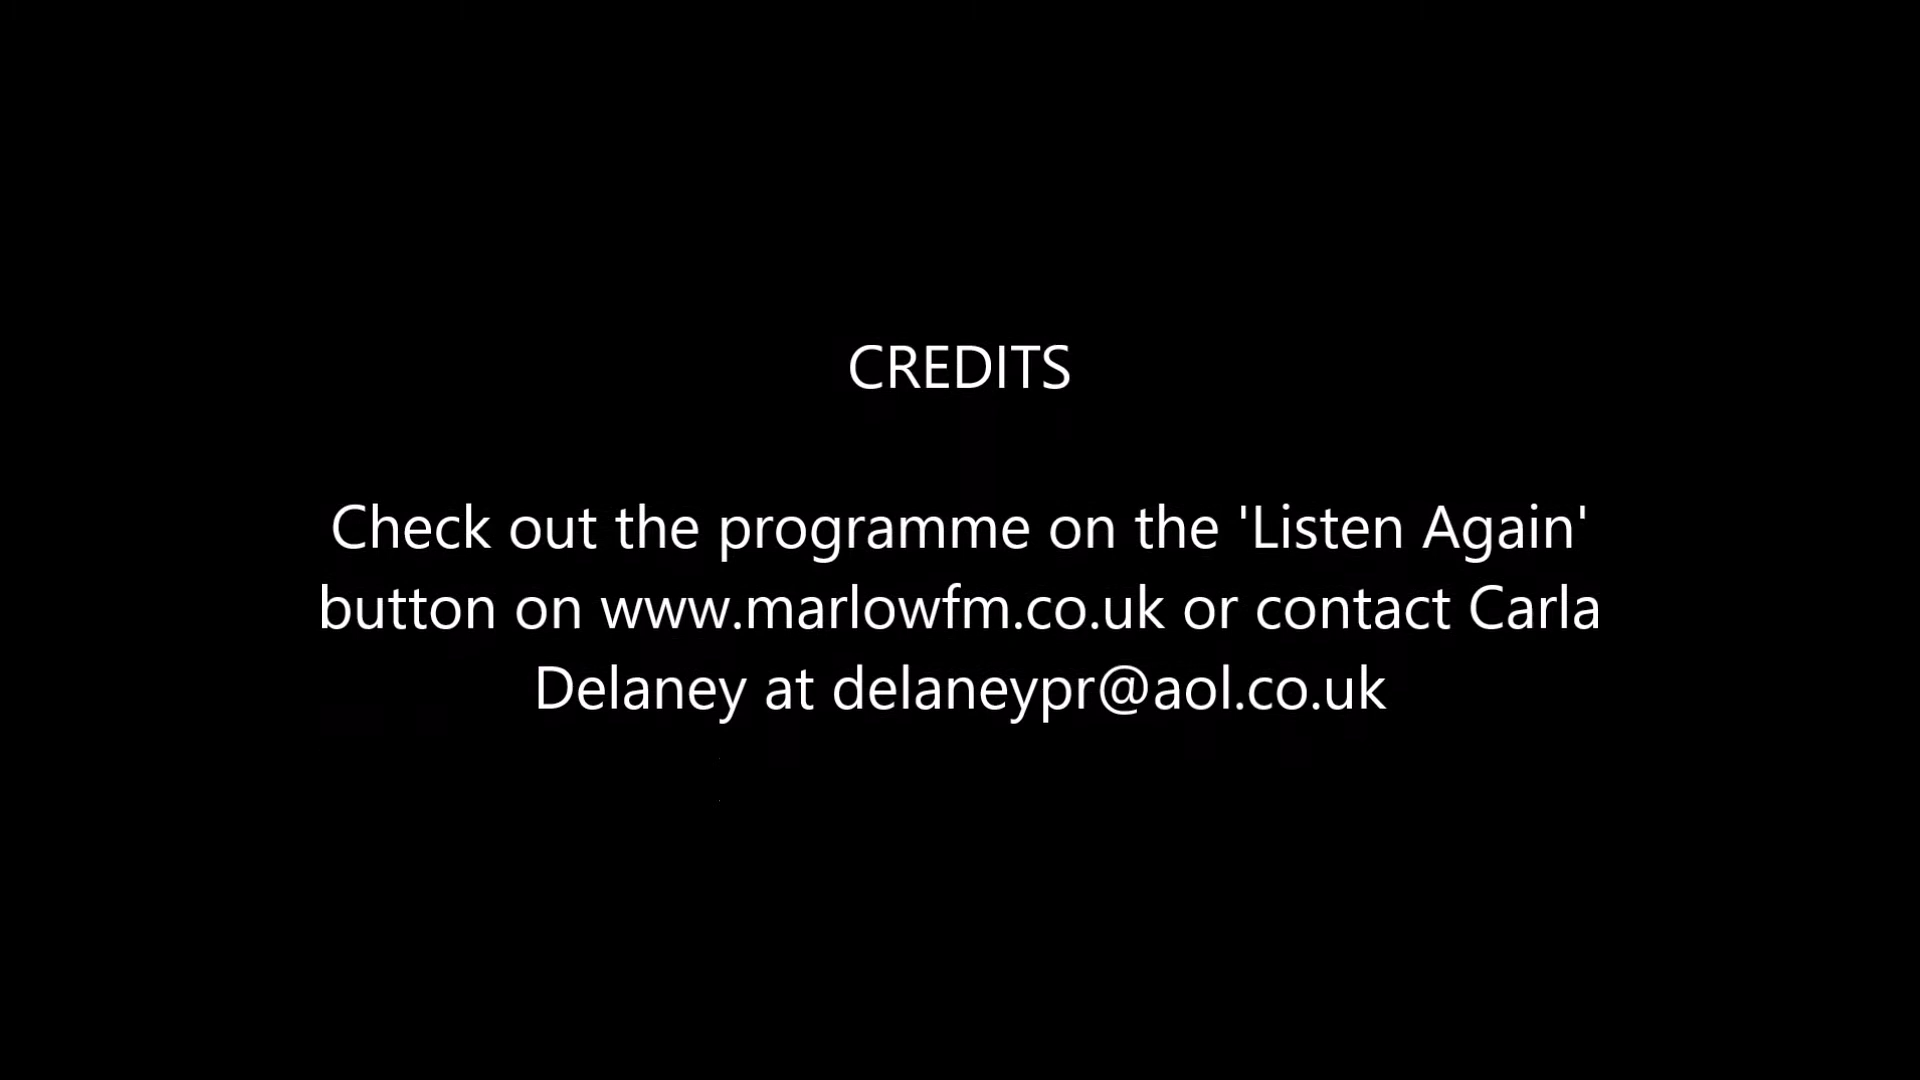 CREDITS
Check out the programme on the 'Listen Again'
button on www.marlowfm.co.uk or contact Carla
Delaney at delaneypr@aol.co.uk